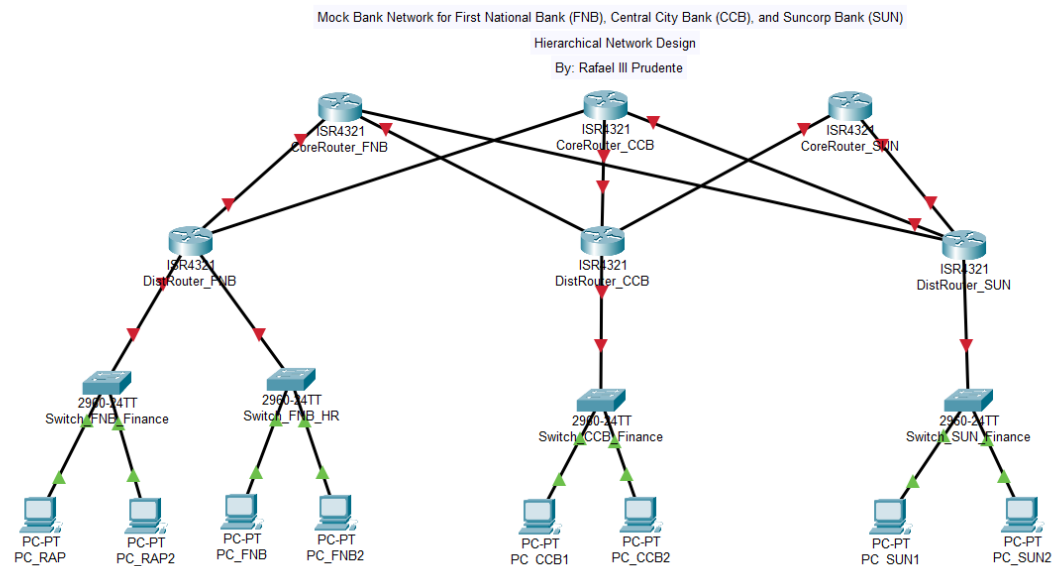 Mock Bank Network for First National Bank (FNB), Central City Bank (CCB), and Suncorp Bank (SUN)
Hierarchical Network Design
By: Rafael III Prudente
ISR4321
CoreRouter_FNB
ISR4321
CoreRouter_CCB
ISR4321
CoreRouter_SUN
ISR4321
DistRouter_FNB
ISR4321
DistRouter_CCB
ISR4321
DistRouter_SUN
2960-24TT
Switch_FNB_Finance
2960-24TT
Switch_FNB_HR
2960-24TT
Switch_CCB_Finance
2960-24TT
Switch_SUN_Finance
PC-PT
PC_RAP
PC-PT
PC_RAP2
PC-PT
PC_FNB
PC-PT
PC_FNB2
PC-PT
PC_CCB1
PC-PT
PC_CCB2
PC-PT
PC_SUN1
PC-PT
PC_SUN2